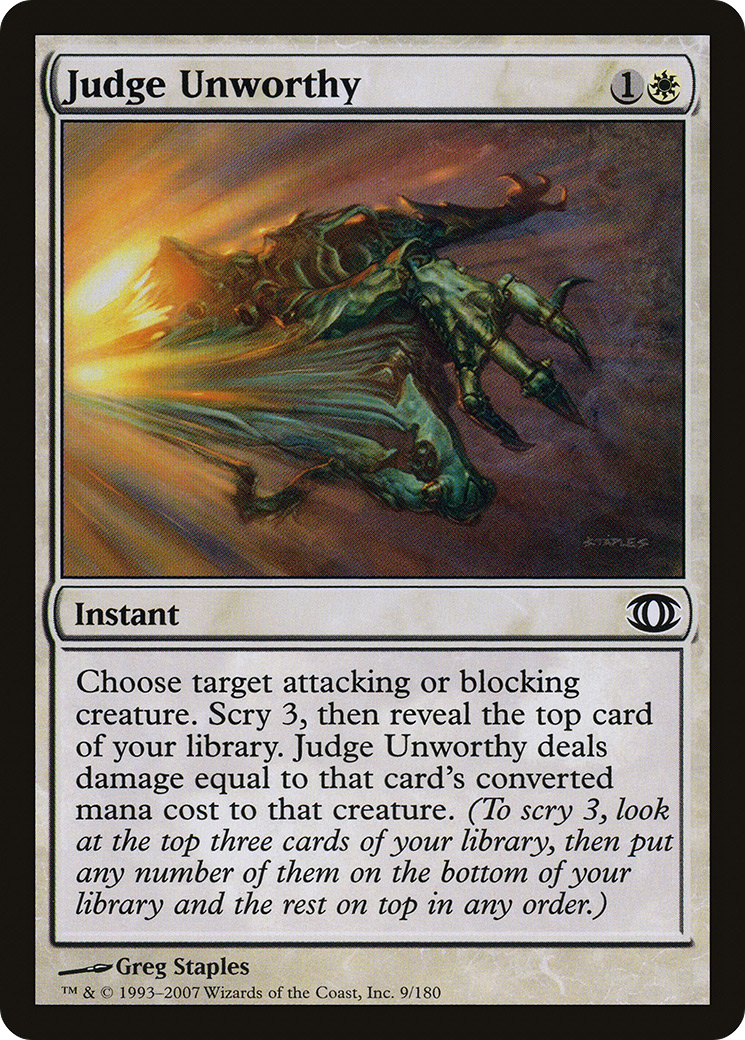 Judge Unworthy
1
STAPLES
Instant
Choose target attacking or blocking
creature. Scry 3, then reveal the top card
of your library. Judge Unworthy deals
damage equal to that card's converted
mana cost to that creature. (To scry 3, look
at the top three cards of your library, then put
any number of them on the bottom of your
library and the rest on top in any order.)
Greg Staples
™ & © 1993–2007 Wizards of the Coast, Inc. 9/180